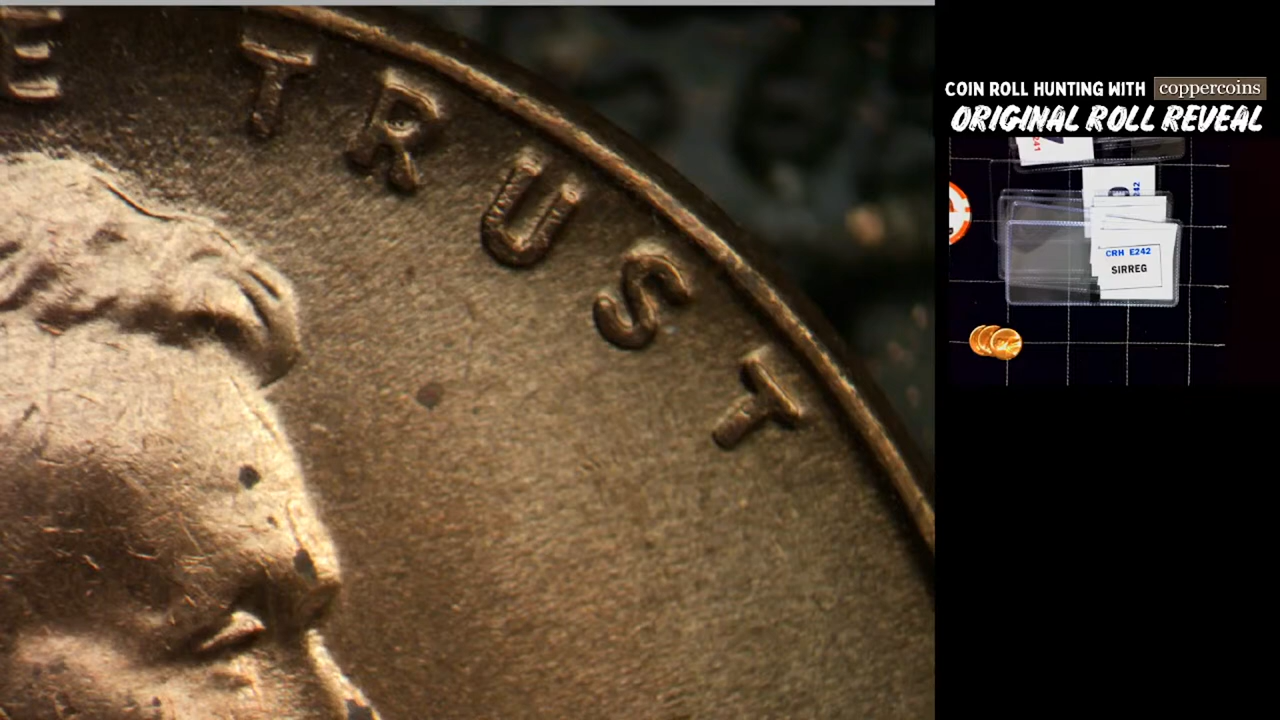 E TRUST
COIN ROLL HUNTING WITH coppercoins
ORIGINAL ROLL REVEAL
CRH E242
SIRREG